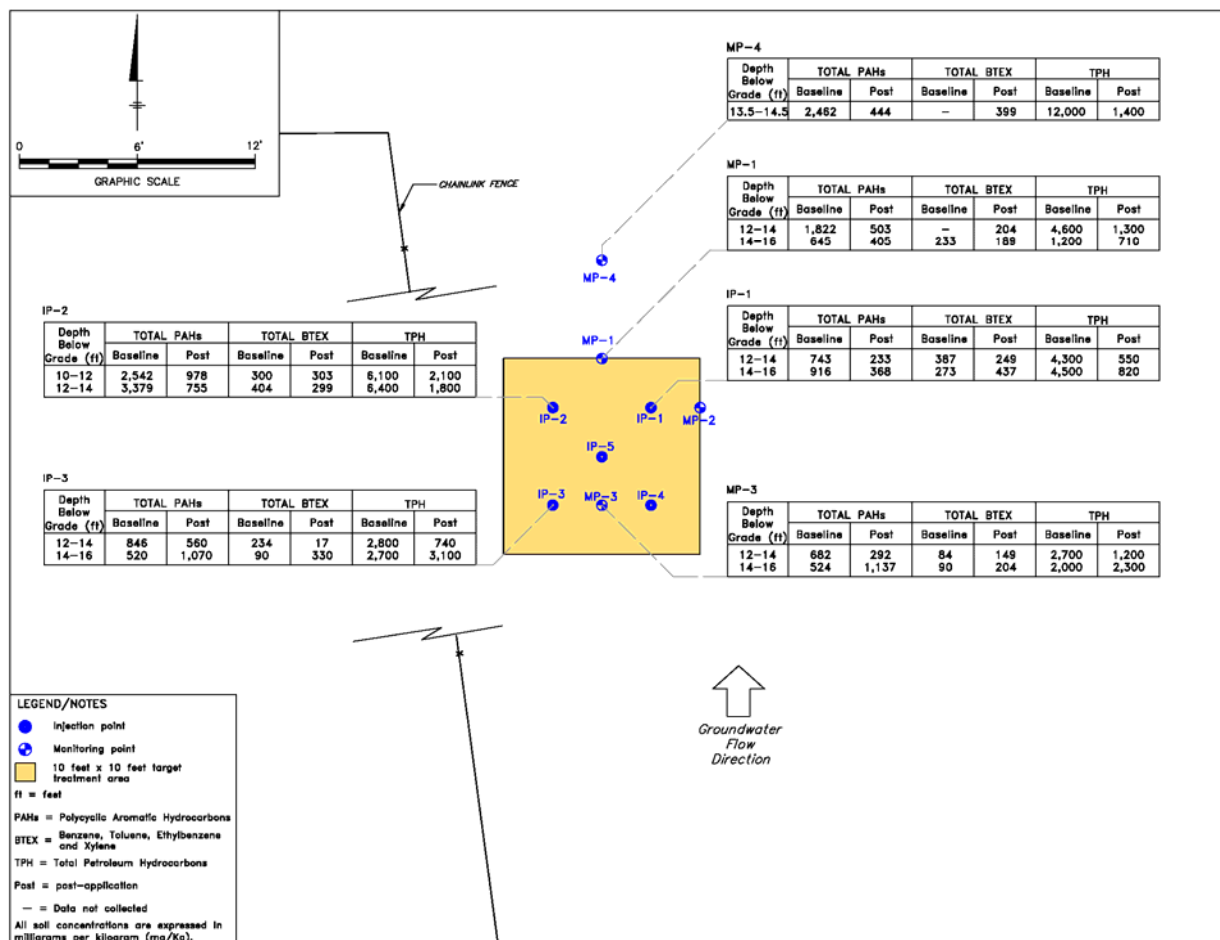 0 6' 12'
GRAPHIC SCALE
CHAINLINK FENCE
MP-4
Depth Below Grade (ft) TOTAL PAHs TOTAL BTEX TPH
Baseline Post Baseline Post Baseline Post
13.5-14.5 2,462 444 - 399 12,000 1,400
MP-1
Depth Below Grade (ft) TOTAL PAHs TOTAL BTEX TPH
Baseline Post Baseline Post Baseline Post
12-14 1,822 503 - 204 4,600 1,300
14-16 645 405 233 189 1,200 710
IP-1
Depth Below Grade (ft) TOTAL PAHs TOTAL BTEX TPH
Baseline Post Baseline Post Baseline Post
12-14 743 233 387 249 4,300 550
14-16 916 368 273 437 4,500 820
IP-2
Depth Below Grade (ft) TOTAL PAHs TOTAL BTEX TPH
Baseline Post Baseline Post Baseline Post
10-12 2,542 978 300 303 6,100 2,100
12-14 3,379 755 404 299 6,400 1,800
MP-4
MP-1
IP-2 IP-1 MP-2
IP-5
IP-3 MP-3 IP-4
IP-3
Depth Below Grade (ft) TOTAL PAHs TOTAL BTEX TPH
Baseline Post Baseline Post Baseline Post
12-14 846 560 234 17 2,800 740
14-16 520 1,070 90 330 2,700 3,100
MP-3
Depth Below Grade (ft) TOTAL PAHs TOTAL BTEX TPH
Baseline Post Baseline Post Baseline Post
12-14 682 292 84 149 2,700 1,200
14-16 524 1,137 90 204 2,000 2,300
Groundwater
Flow
Direction
LEGEND/NOTES
Injection point
Monitoring point
10 feet x 10 feet target
treatment area
ft = feet
PAHs = Polycyclic Aromatic Hydrocarbons
BTEX = Benzene, Toluene, Ethylbenzene
and Xylene
TPH = Total Petroleum Hydrocarbons
Post = post-application
— = Data not collected
All soil concentrations are expressed in
milligrams per kilogram (mg/Kg).